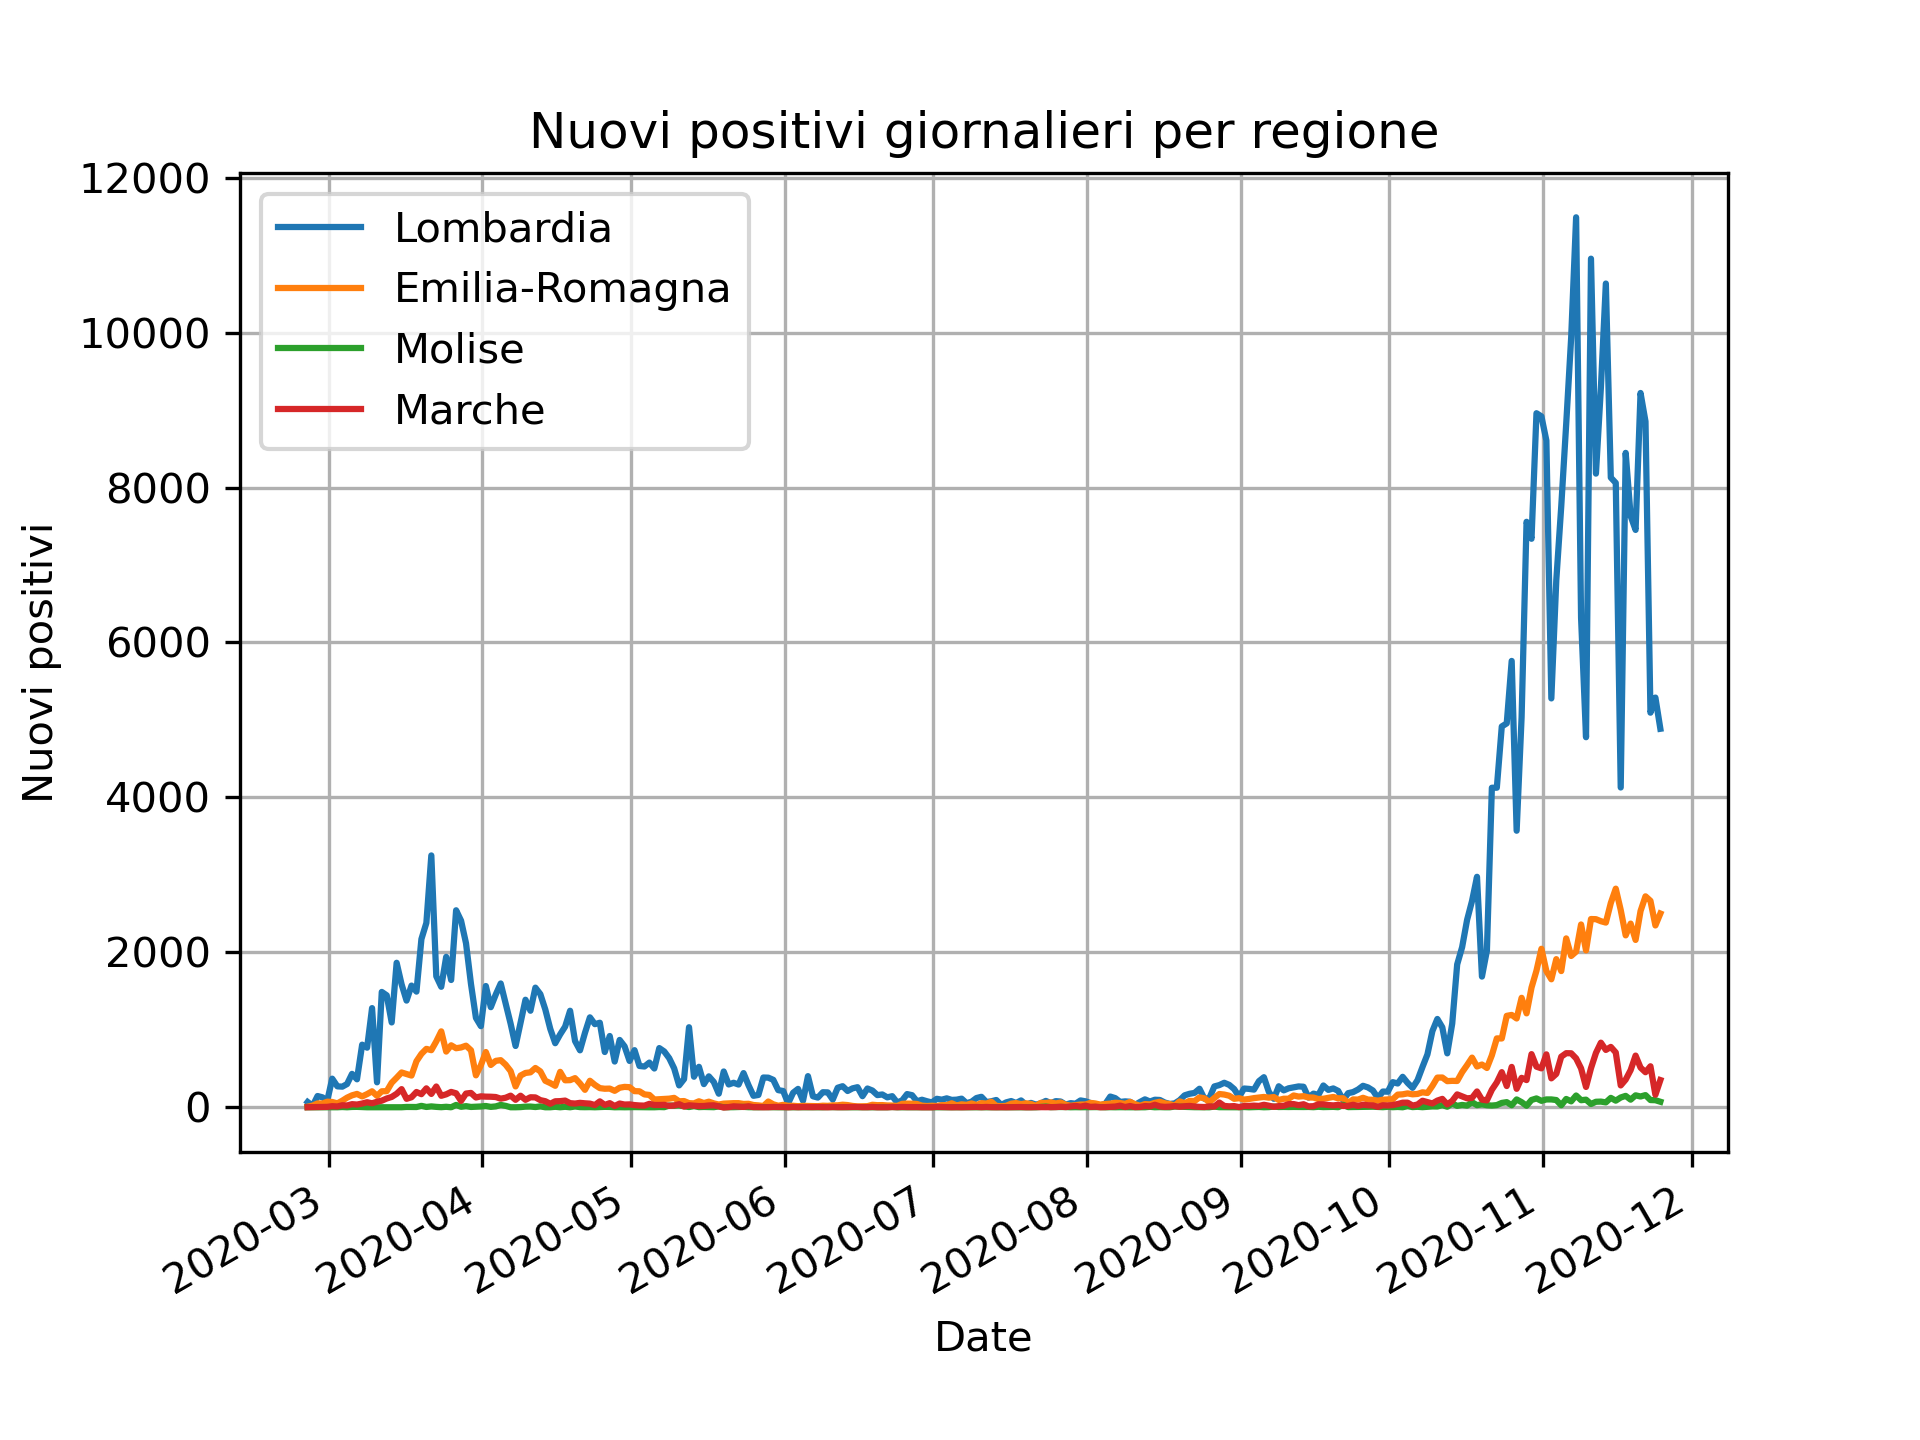 Nuovi positivi giornalieri per regione
12000
10000
8000
6000
4000
2000
0
Nuovi positivi
Lombardia
Emilia-Romagna
Molise
Marche
2020-03
2020-04
2020-05
2020-06
2020-07
2020-08
2020-09
2020-10
2020-11
2020-12
Date